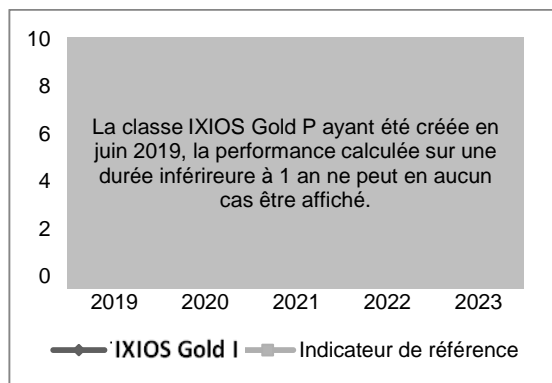 10
8
6
4
2
0
La classe IXIOS Gold P ayant été créée en
juin 2019, la performance calculée sur une
durée inférireure à 1 an ne peut en aucun
cas être affiché.
2019 2020 2021 2022 2023
IXIOS Gold I Indicateur de référence